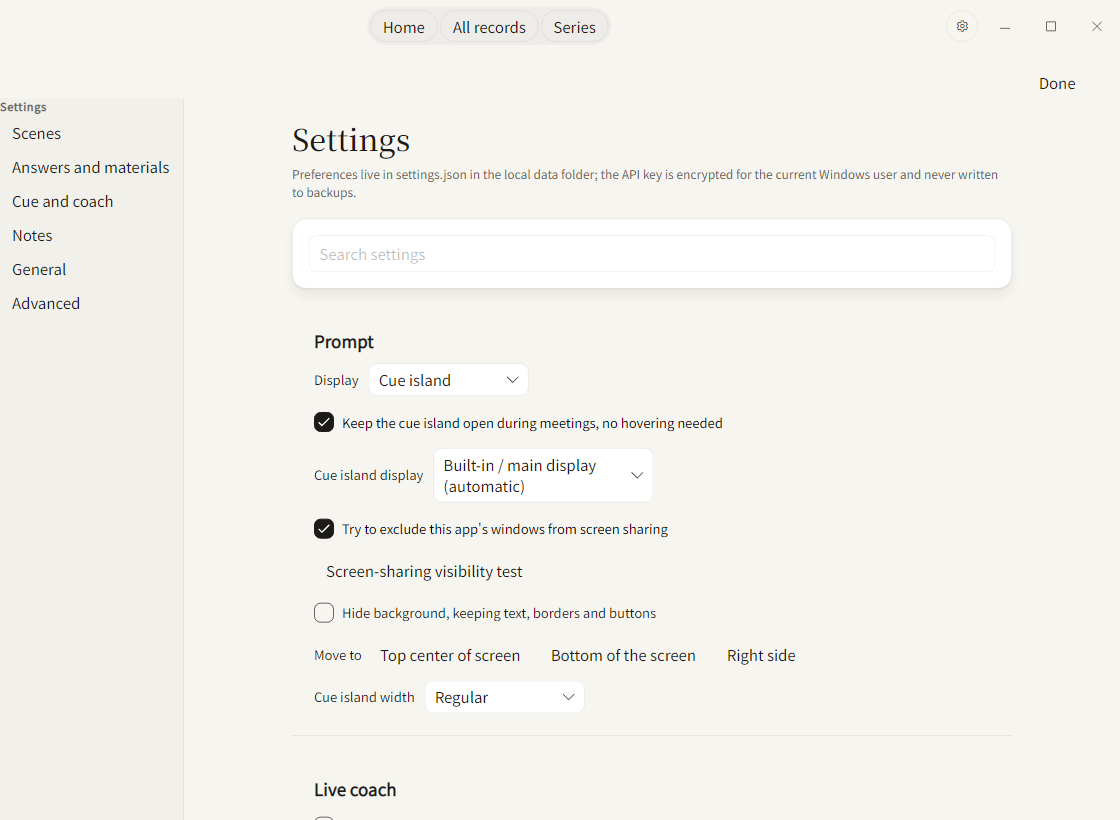 Home
All records
Series
Done
Settings
Scenes
Answers and materials
Cue and coach
Notes
General
Advanced
Settings
Preferences live in settings.json in the local data folder; the API key is encrypted for the current Windows user and never written
to backups.
Search settings
Prompt
Display
Cue island
Keep the cue island open during meetings, no hovering needed
Cue island display
Built-in / main display
(automatic)
Try to exclude this app's windows from screen sharing
Screen-sharing visibility test
Hide background, keeping text, borders and buttons
Move to
Top center of screen
Bottom of the screen
Right side
Cue island width
Regular
Live coach